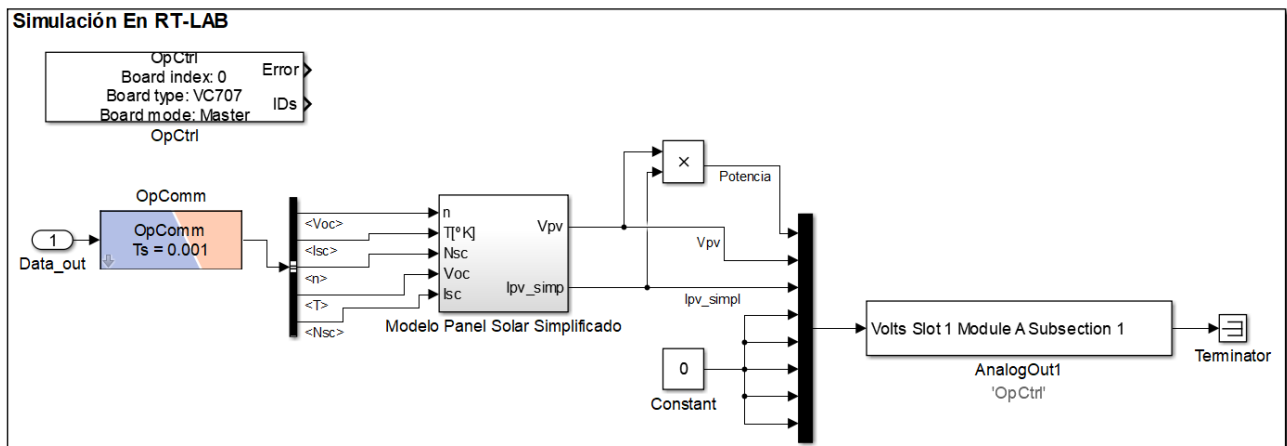 Simulación En RT-LAB
OpCtrl
Board index: 0
Board type: VC707
Board mode: Master
Error
IDs
OpCtrl
OpComm
OpComm
Ts = 0.001
1
Data_out
<Voc>
<Isc>
<n>
<T>
<Nsc>
n
T[°K]
Nsc
Voc
Isc
Vpv
Ipv_simp
Modelo Panel Solar Simplificado
×
Potencia
Vpv
Ipv_simpl
0
Constant
Volts Slot 1 Module A Subsection 1
AnalogOut1
'OpCtrl'
Terminator